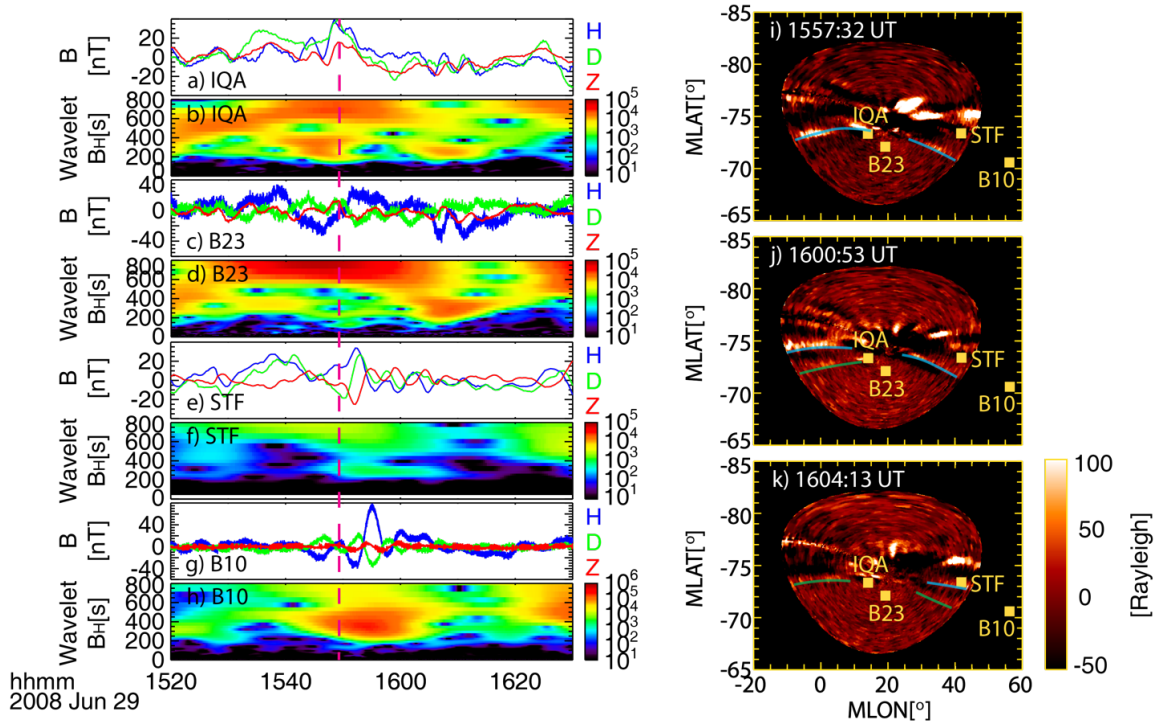 B
[nT]
20
0
-20
a) IQA
H
D
Z
Wavelet
BH[s]
800
600
400
200
0
b) IQA
10^5
10^4
10^3
10^2
10^1
B
[nT]
40
0
-40
c) B23
H
D
Z
Wavelet
BH[s]
800
600
400
200
0
d) B23
10^5
10^4
10^3
10^2
10^1
B
[nT]
20
0
-20
e) STF
H
D
Z
Wavelet
BH[s]
800
600
400
200
0
f) STF
10^5
10^4
10^3
10^2
10^1
B
[nT]
40
0
-40
g) B10
H
D
Z
Wavelet
BH[s]
800
600
400
200
0
h) B10
10^6
10^5
10^4
10^3
10^2
10^1
hhmm 1520 1540 1600 1620
2008 Jun 29
MLAT[°]
-85
-80
-75
-70
-65
i) 1557:32 UT
IQA
STF
B23
B10
MLAT[°]
-85
-80
-75
-70
-65
j) 1600:53 UT
IQA
STF
B23
B10
MLAT[°]
-85
-80
-75
-70
-65
k) 1604:13 UT
IQA
STF
B23
B10
-20 0 20 40 60
MLON[°]
100
50
0
-50
[Rayleigh]